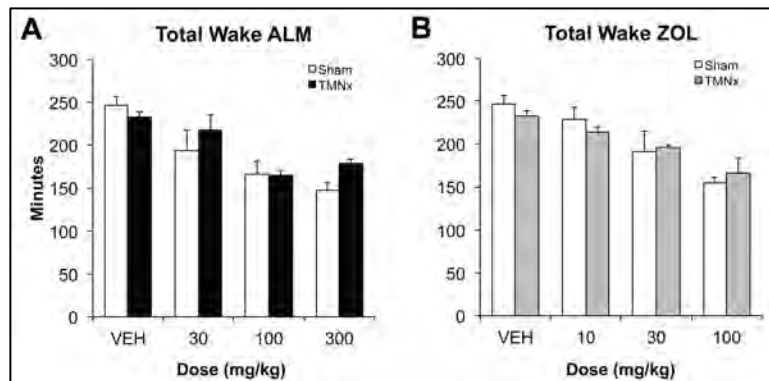 A
Total Wake ALM
Sham
TMNx
300
250
200
150
100
50
0
Minutes
VEH 30 100 300
Dose (mg/kg)
B
Total Wake ZOL
Sham
TMNx
300
250
200
150
100
50
0
VEH 10 30 100
Dose (mg/kg)